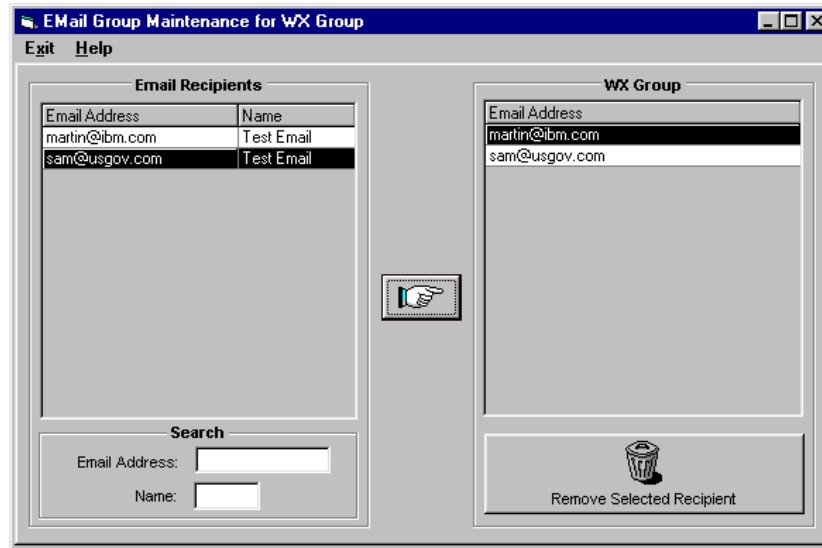 EMail Group Maintenance for WX Group
Exit Help
Email Recipients
Email Address Name
martin@ibm.com Test Email
sam@usgov.com Test Email
Search
Email Address:
Name:
WX Group
Email Address
martin@ibm.com
sam@usgov.com
Remove Selected Recipient